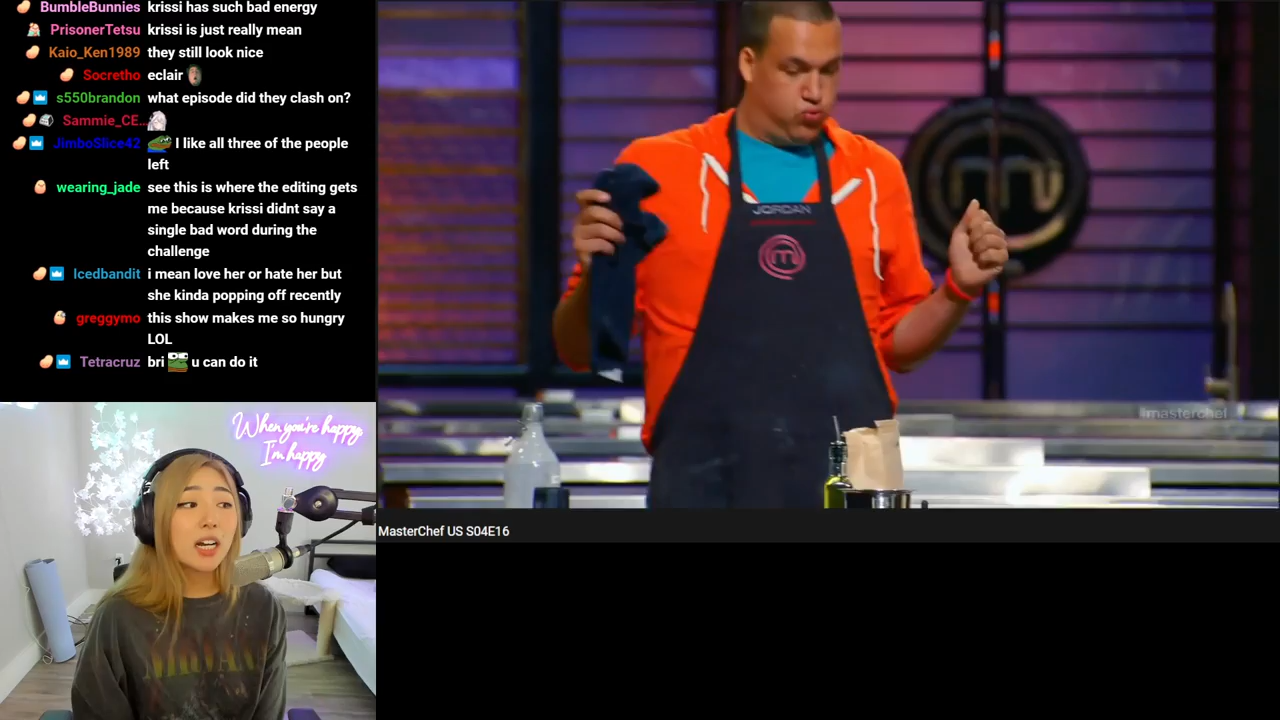 BumbleBunnies krissi has such bad energy
PrisonerTetsu krissi is just really mean
Kaio_Ken1989 they still look nice
Socretho eclair
s550brandon what episode did they clash on?
Sammie_CE...
JimboSlice42 I like all three of the people
left
wearing_jade see this is where the editing gets
me because krissi didnt say a
single bad word during the
challenge
Icedbandit i mean love her or hate her but
she kinda popping off recently
greggymo this show makes me so hungry
LOL
Tetracruz bri u can do it
JORDAN
#masterchef
MasterChef US S04E16
When you're happy,
I'm happy
NIRVANA